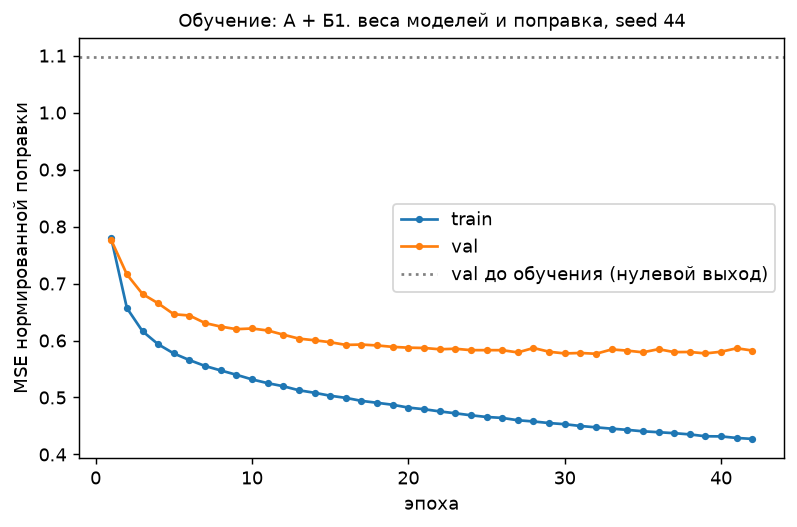 Обучение: А + Б1. веса моделей и поправка, seed 44
MSE нормированной поправки
1.1
1.0
0.9
0.8
0.7
0.6
0.5
0.4
train
val
val до обучения (нулевой выход)
0
10
20
30
40
эпоха